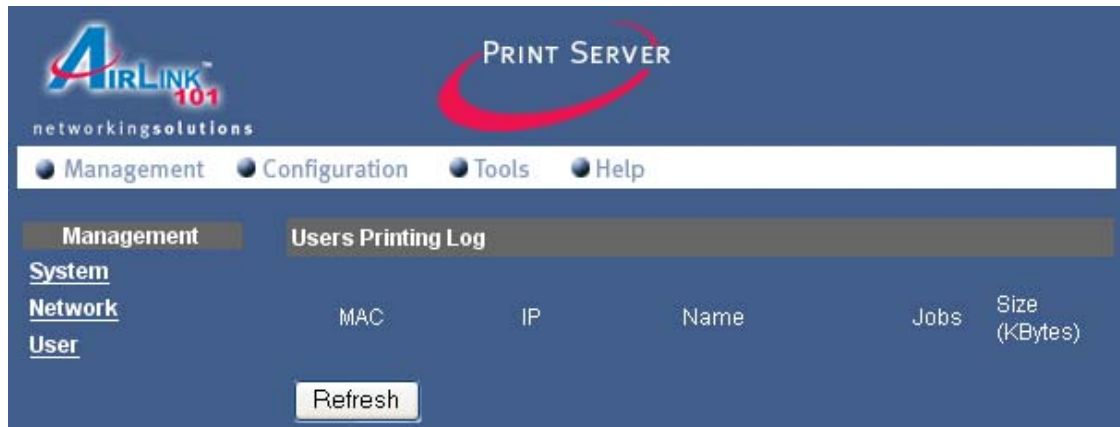 AIRLINK™
101
networkingsolutions
PRINT SERVER
Management Configuration Tools Help
Management
System
Network
User
Users Printing Log
MAC IP Name Jobs Size (KBytes)
Refresh